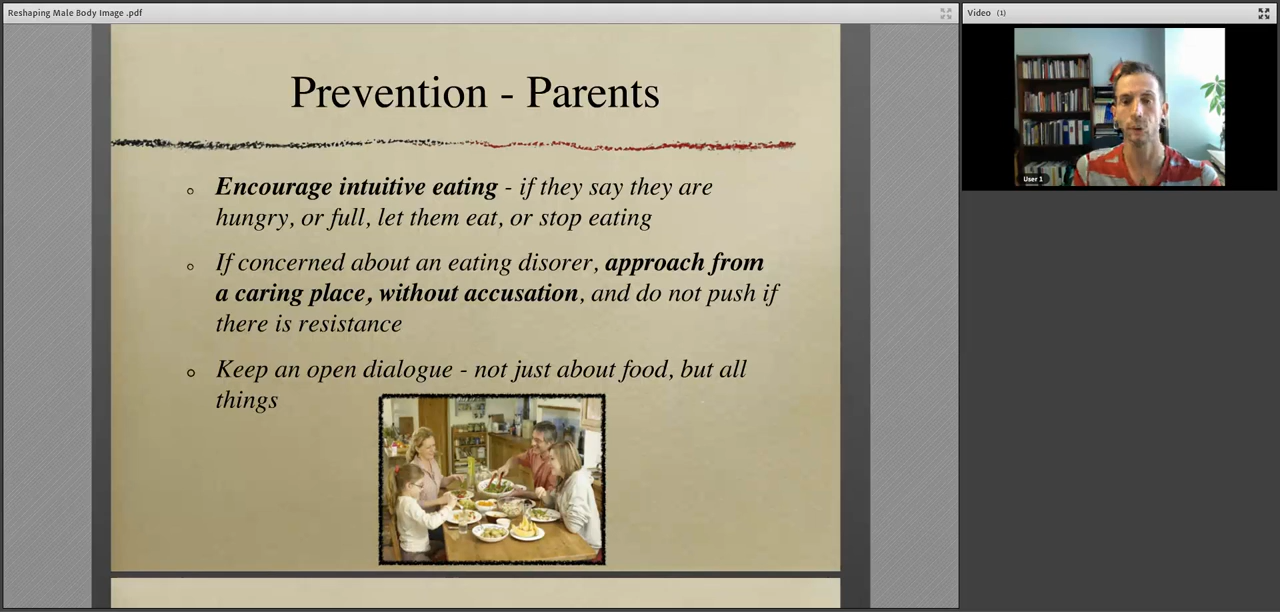 Reshaping Male Body Image .pdf
Video (1)
Prevention - Parents
Encourage intuitive eating - if they say they are
hungry, or full, let them eat, or stop eating
If concerned about an eating disorer, approach from
a caring place, without accusation, and do not push if
there is resistance
Keep an open dialogue - not just about food, but all
things
User 1